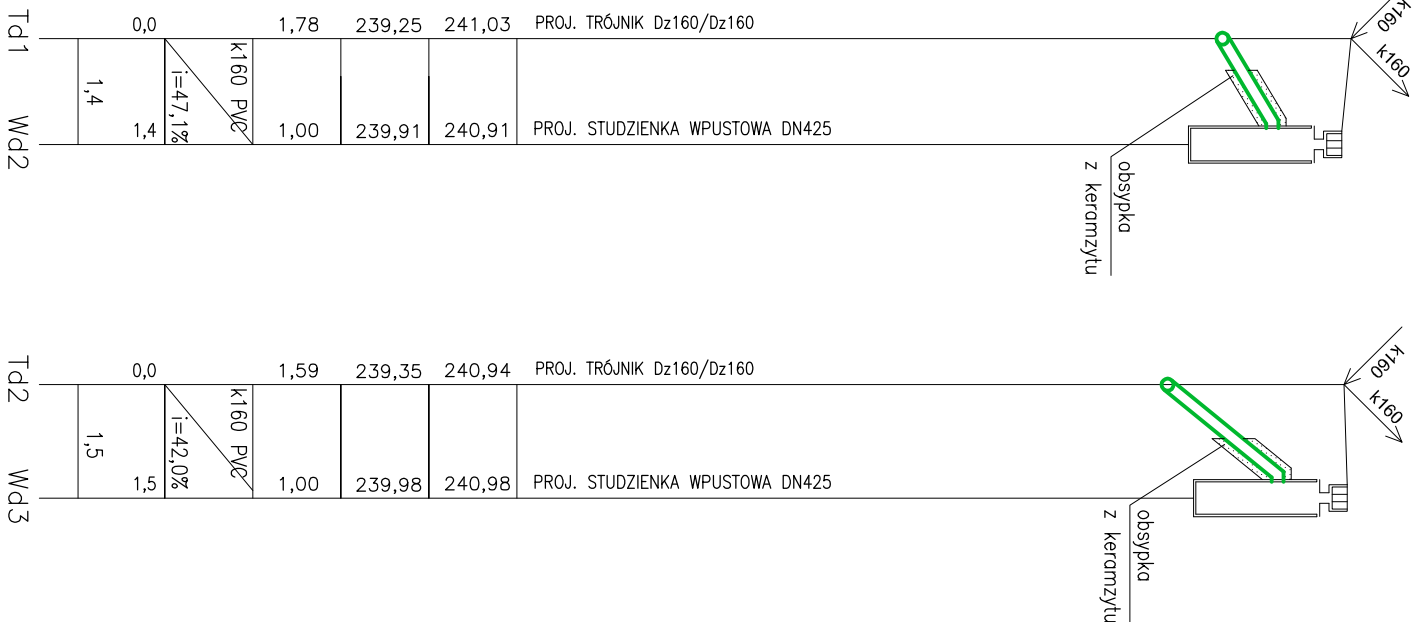 Td1
0,0
1,78
239,25
241,03
PROJ. TRÓJNIK Dz160/Dz160
k160
k160
1,4
i=47,1%
k160 PVC
Wd2
1,4
1,00
239,91
240,91
PROJ. STUDZIENKA WPUSTOWA DN425
obsypka
z keramzytu
Td2
0,0
1,59
239,35
240,94
PROJ. TRÓJNIK Dz160/Dz160
k160
k160
1,5
i=42,0%
k160 PVC
Wd3
1,5
1,00
239,98
240,98
PROJ. STUDZIENKA WPUSTOWA DN425
obsypka
z keramzytu